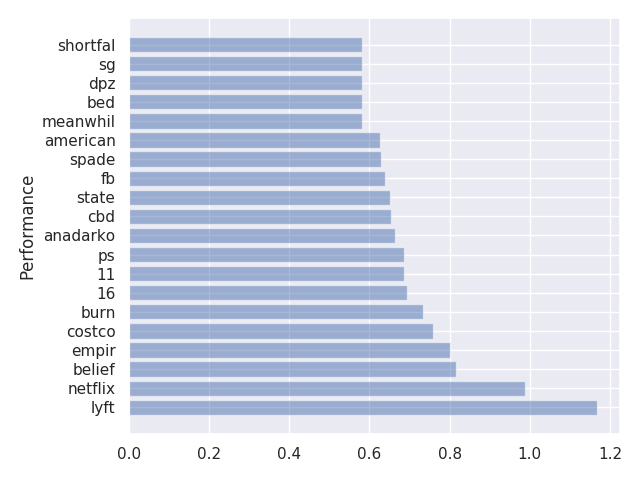 shortfal
sg
dpz
bed
meanwhil
american
spade
fb
state
cbd
anadarko
ps
11
16
burn
costco
empir
belief
netflix
lyft
Performance
0.0 0.2 0.4 0.6 0.8 1.0 1.2